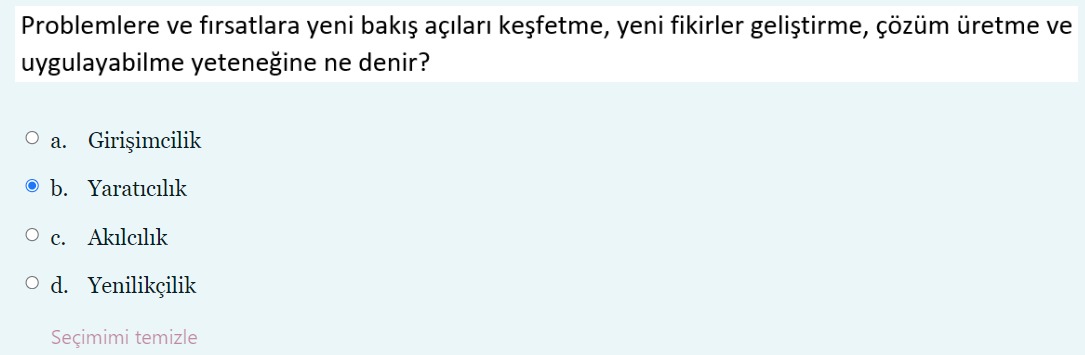 Problemlere ve fırsatlara yeni bakış açıları keşfetme, yeni fikirler geliştirme, çözüm üretme ve
uygulayabilme yeteneğine ne denir?
a. Girişimcilik
b. Yaratıcılık
c. Akılcılık
d. Yenilikçilik
Seçimimi temizle